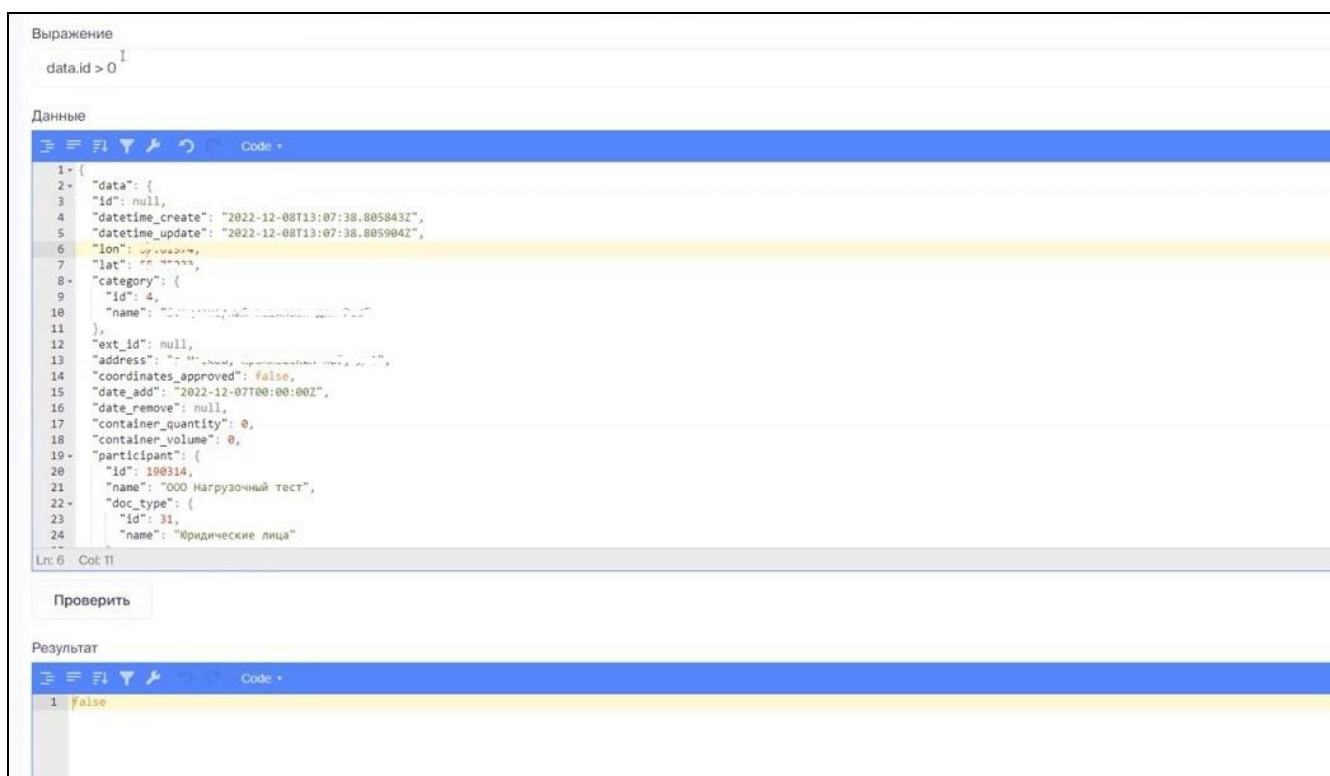 Выражение
data.id > 0
Данные
Code
1 {
2 "data": {
3 "id": null,
4 "datetime_create": "2022-12-08T13:07:38.805843Z",
5 "datetime_update": "2022-12-08T13:07:38.805904Z",
6 "lon":
7 "lat":
8 "category": {
9 "id": 4,
10 "name":
11 },
12 "ext_id": null,
13 "address":
14 "coordinates_approved": false,
15 "date_add": "2022-12-07T00:00:00Z",
16 "date_remove": null,
17 "container_quantity": 0,
18 "container_volume": 0,
19 "participant": {
20 "id": 190314,
21 "name": "ООО Нагрузочный тест",
22 "doc_type": {
23 "id": 31,
24 "name": "Юридические лица"
Ln: 6 Col: 11
Проверить
Результат
Code
1 false